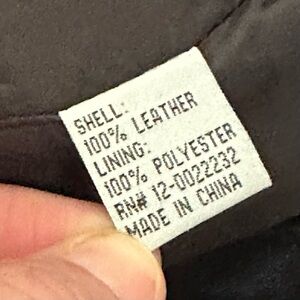 SHELL:
100% LEATHER
LINING:
100% POLYESTER
RN# 12-0022232
MADE IN CHINA